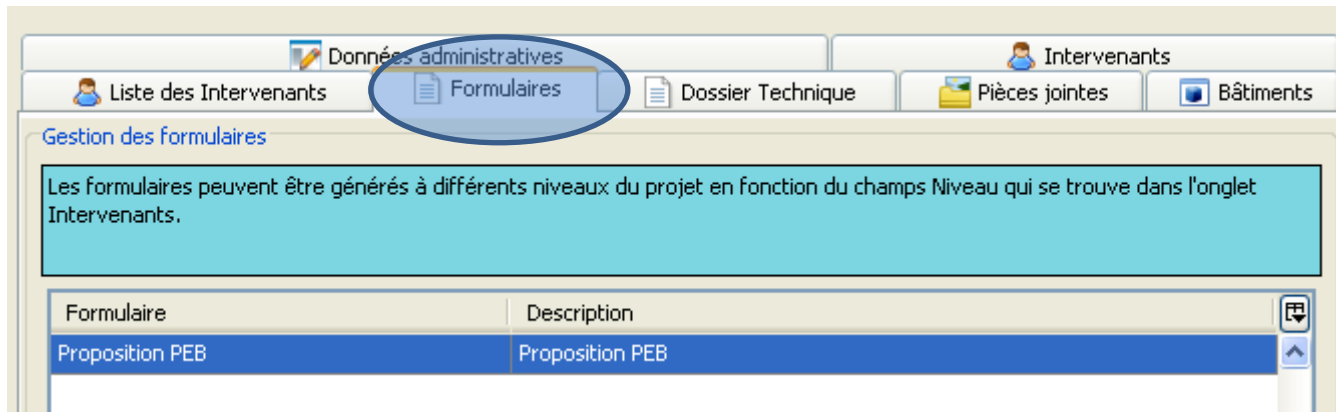 Données administratives Intervenants
Liste des Intervenants Formulaires Dossier Technique Pièces jointes Bâtiments
Gestion des formulaires
Les formulaires peuvent être générés à différents niveaux du projet en fonction du champs Niveau qui se trouve dans l'onglet
Intervenants.
Formulaire Description
Proposition PEB Proposition PEB